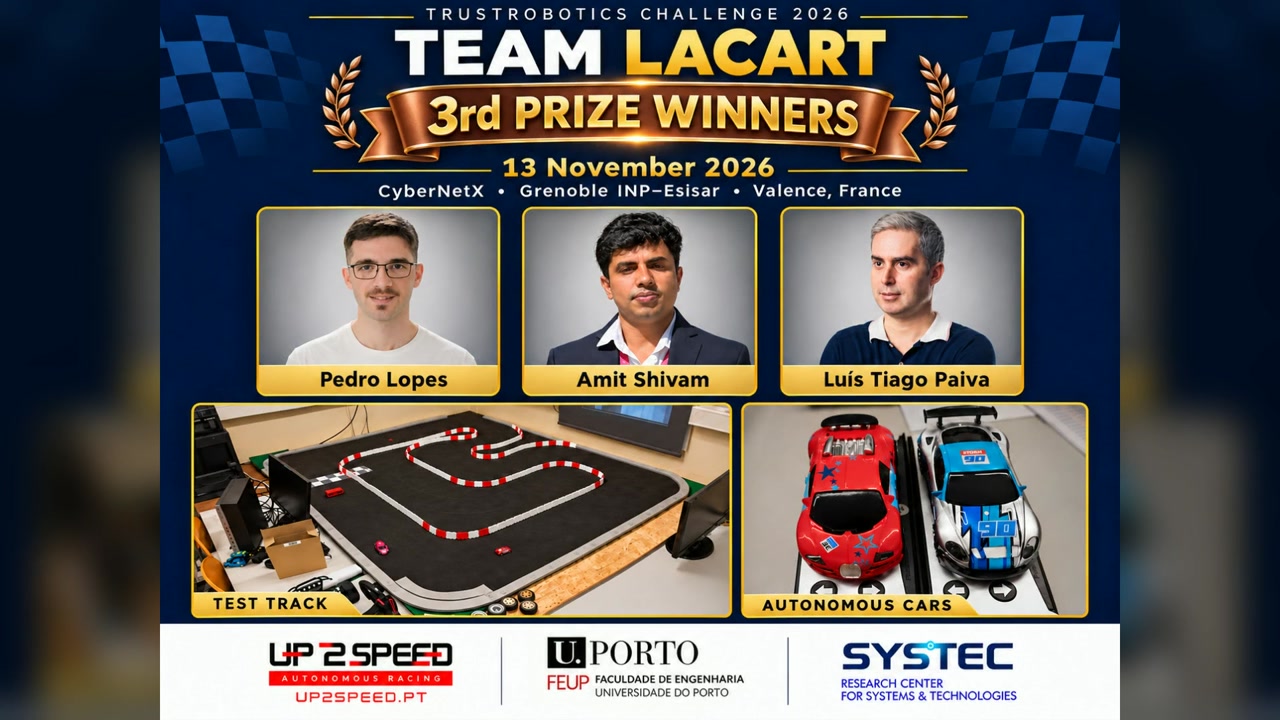 TRUSTROBOTICS CHALLENGE 2026
TEAM LACART
3rd PRIZE WINNERS
13 November 2026
CyberNetX • Grenoble INP–Esisar • Valence, France
Pedro Lopes
Amit Shivam
Luís Tiago Paiva
90
90
TEST TRACK
AUTONOMOUS CARS
UP2SPEED
AUTONOMOUS RACING
UP2SPEED.PT
U. PORTO
FEUP FACULDADE DE ENGENHARIA
UNIVERSIDADE DO PORTO
SYSTEC
RESEARCH CENTER
FOR SYSTEMS & TECHNOLOGIES